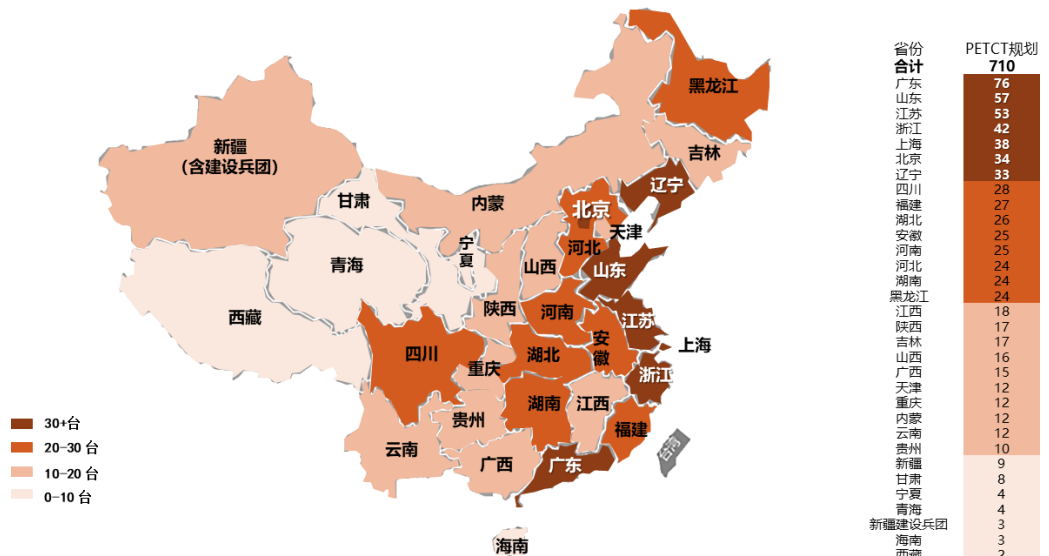 黑龙江
新疆
（含建设兵团）
吉林
辽宁
甘肃
内蒙
北京
天津
宁夏
河北
青海
山西
山东
西藏
陕西
河南
江苏
安徽
上海
四川
湖北
重庆
浙江
湖南
江西
贵州
福建
云南
台湾
广西
广东
海南
30+台
20-30 台
10-20 台
0-10 台
省份 PETCT规划
合计 710
广东 76
山东 57
江苏 53
浙江 42
上海 38
北京 34
辽宁 33
四川 28
福建 27
湖北 26
安徽 25
河南 25
河北 24
湖南 24
黑龙江 24
江西 18
陕西 17
吉林 17
山西 16
广西 15
天津 12
重庆 12
内蒙 12
云南 12
贵州 10
新疆 9
甘肃 8
宁夏 4
青海 4
新疆建设兵团 3
海南 3
西藏 2